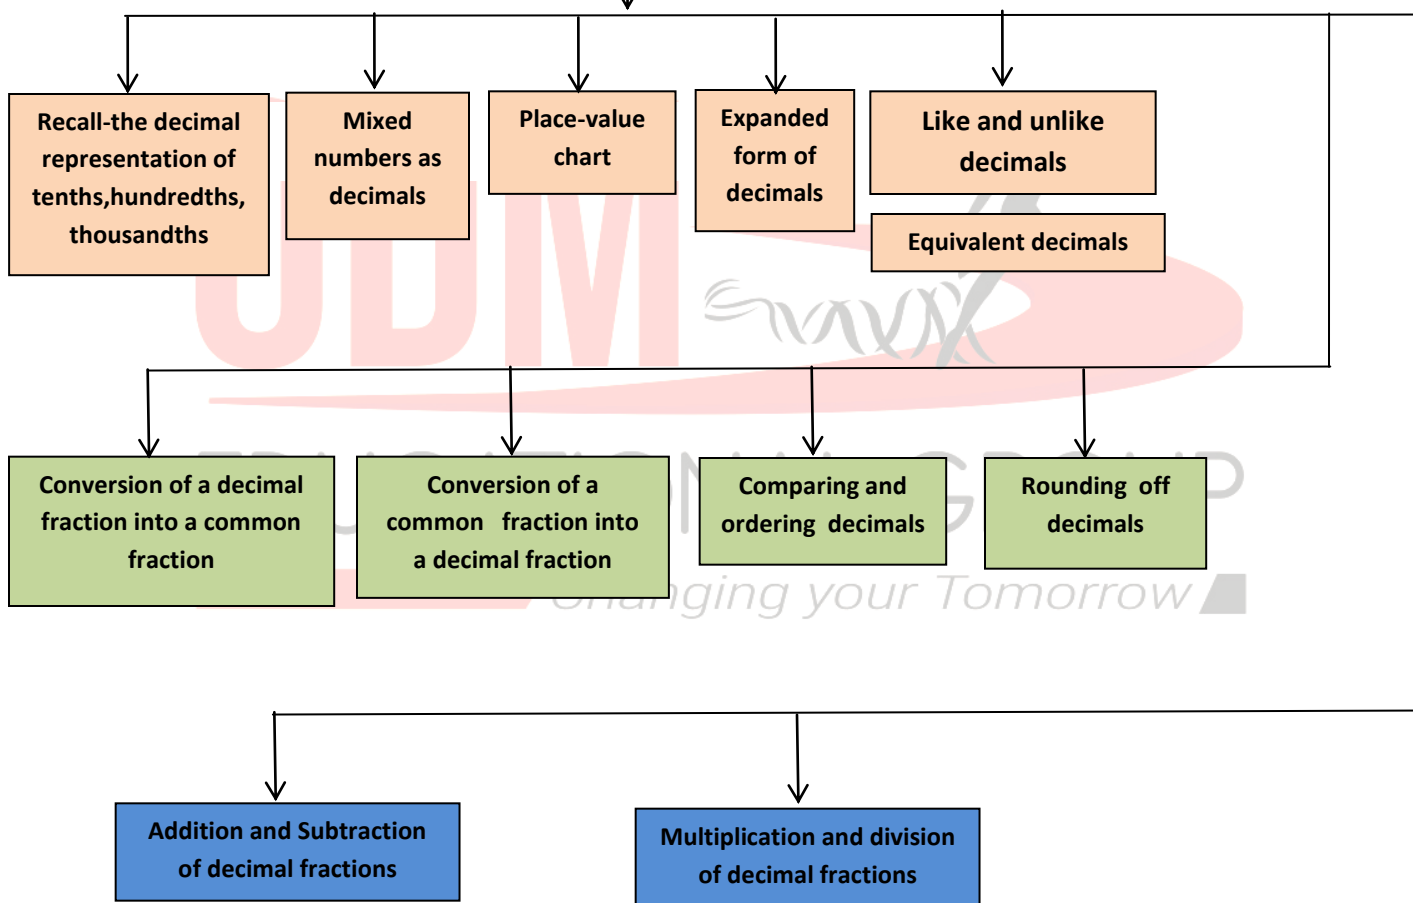 Recall-the decimal
representation of
tenths,hundredths,
thousandths
Mixed
numbers as
decimals
Place-value
chart
Expanded
form of
decimals
Like and unlike
decimals
Equivalent decimals
Conversion of a decimal
fraction into a common
fraction
Conversion of a
common fraction into
a decimal fraction
Comparing and
ordering decimals
Rounding off
decimals
Changing your Tomorrow
Addition and Subtraction
of decimal fractions
Multiplication and division
of decimal fractions